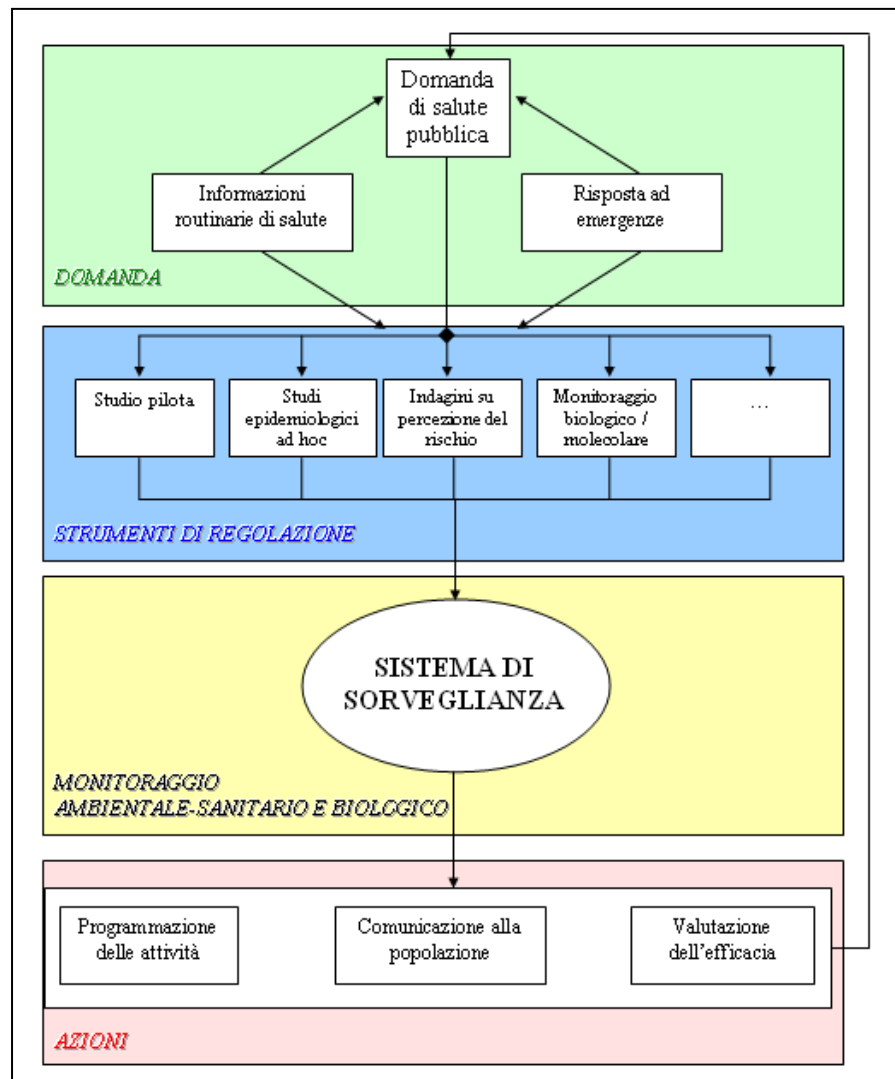 Domanda
di salute
pubblica
Informazioni
routinarie di salute
Risposta ad
emergenze
DOMANDA
Studio pilota
Studi
epidemiologici
ad hoc
Indagini su
percezione del
rischio
Monitoraggio
biologico /
molecolare
...
STRUMENTI DI REGOLAZIONE
SISTEMA DI
SORVEGLIANZA
MONITORAGGIO
AMBIENTALE-SANITARIO E BIOLOGICO
Programmazione
delle attività
Comunicazione alla
popolazione
Valutazione
dell'efficacia
AZIONI